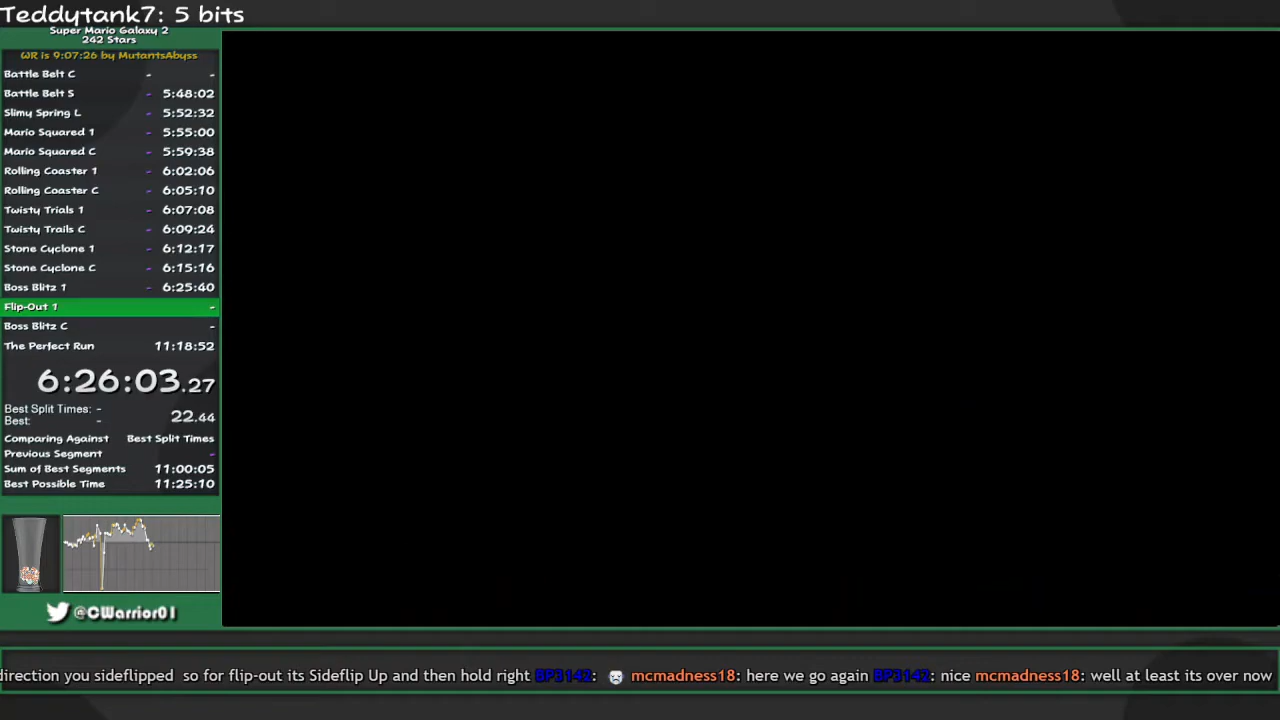 Teddytank7: 5 bits
Super Mario Galaxy 2
242 Stars
WR is 9:07:26 by MutantsAbyss
Battle Belt C - -
Battle Belt S - 5:48:02
Slimy Spring L - 5:52:32
Mario Squared 1 - 5:55:00
Mario Squared C - 5:59:38
Rolling Coaster 1 - 6:02:06
Rolling Coaster C - 6:05:10
Twisty Trials 1 - 6:07:08
Twisty Trails C - 6:09:24
Stone Cyclone 1 - 6:12:17
Stone Cyclone C - 6:15:16
Boss Blitz 1 - 6:25:40
Flip-Out 1 -
Boss Blitz C -
The Perfect Run 11:18:52
6:26:03.27
Best Split Times: -
Best: - 22.44
Comparing Against Best Split Times
Previous Segment -
Sum of Best Segments 11:00:05
Best Possible Time 11:25:10
@CWarrior01
direction you sideflipped so for flip-out its Sideflip Up and then hold right BP3142: mcmadness18: here we go again BP3142: nice mcmadness18: well at least its over now